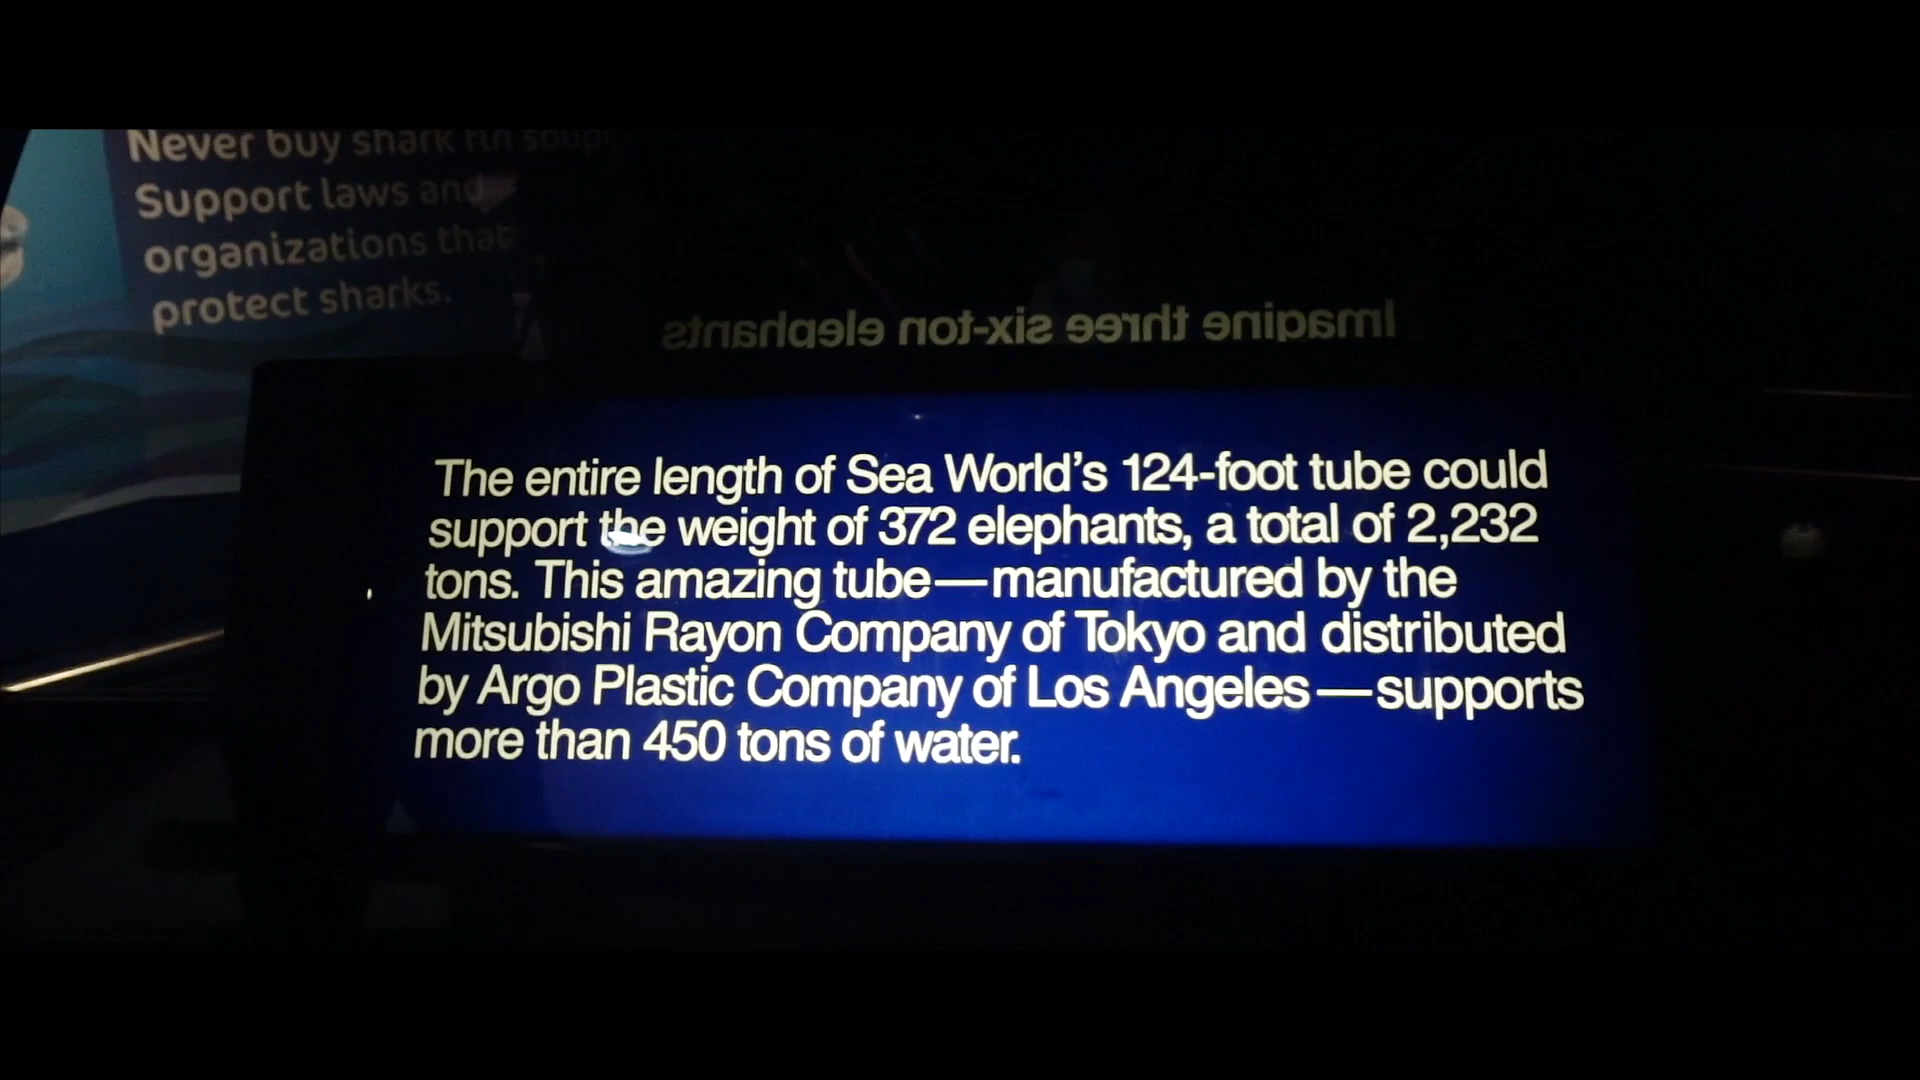 Never buy shark fin soup
Support laws and
organizations that
protect sharks.
Imagine three six-ton elephants
The entire length of Sea World's 124-foot tube could
support the weight of 372 elephants, a total of 2,232
tons. This amazing tube—manufactured by the
Mitsubishi Rayon Company of Tokyo and distributed
by Argo Plastic Company of Los Angeles—supports
more than 450 tons of water.